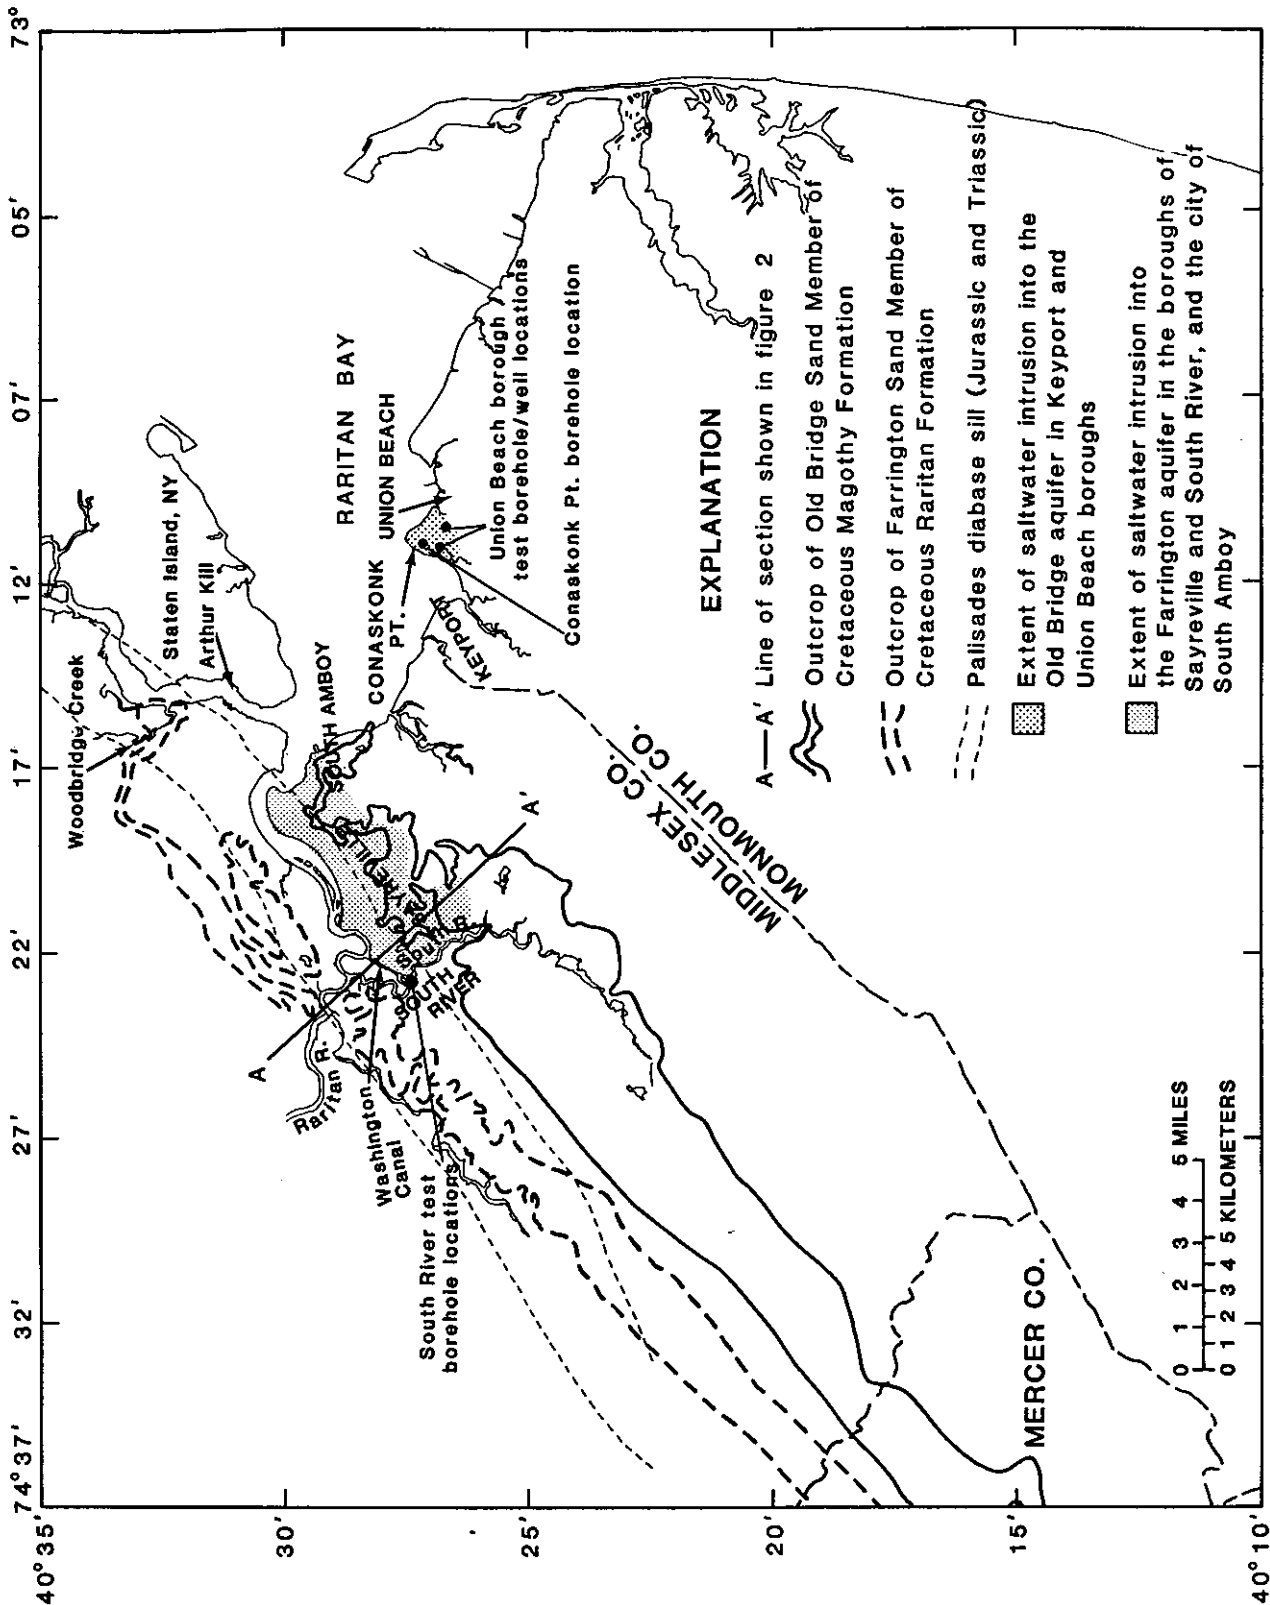 74° 37'
32'
27'
22'
17'
12'
07'
05'
73°
40° 35'
30'
25'
20'
15'
40° 10'
Woodbridge Creek
Staten Island, NY
Arthur Kill
RARITAN BAY
UNION BEACH
CONASKONK
PT.
SOUTH AMBOY
KEYPORT
Union Beach borough
test borehole/well locations
Conaskonk Pt. borehole location
A
A'
Raritan R.
SAYREVILLE
South R.
SOUTH
RIVER
Washington
Canal
South River test
borehole locations
MIDDLESEX CO.
MONMOUTH CO.
MERCER CO.
EXPLANATION
A—A' Line of section shown in figure 2
Outcrop of Old Bridge Sand Member of
Cretaceous Magothy Formation
Outcrop of Farrington Sand Member of
Cretaceous Raritan Formation
Palisades diabase sill (Jurassic and Triassic)
Extent of saltwater intrusion into the
Old Bridge aquifer in Keyport and
Union Beach boroughs
Extent of saltwater intrusion into
the Farrington aquifer in the boroughs of
Sayreville and South River, and the city of
South Amboy
0 1 2 3 4 5 MILES
0 1 2 3 4 5 KILOMETERS